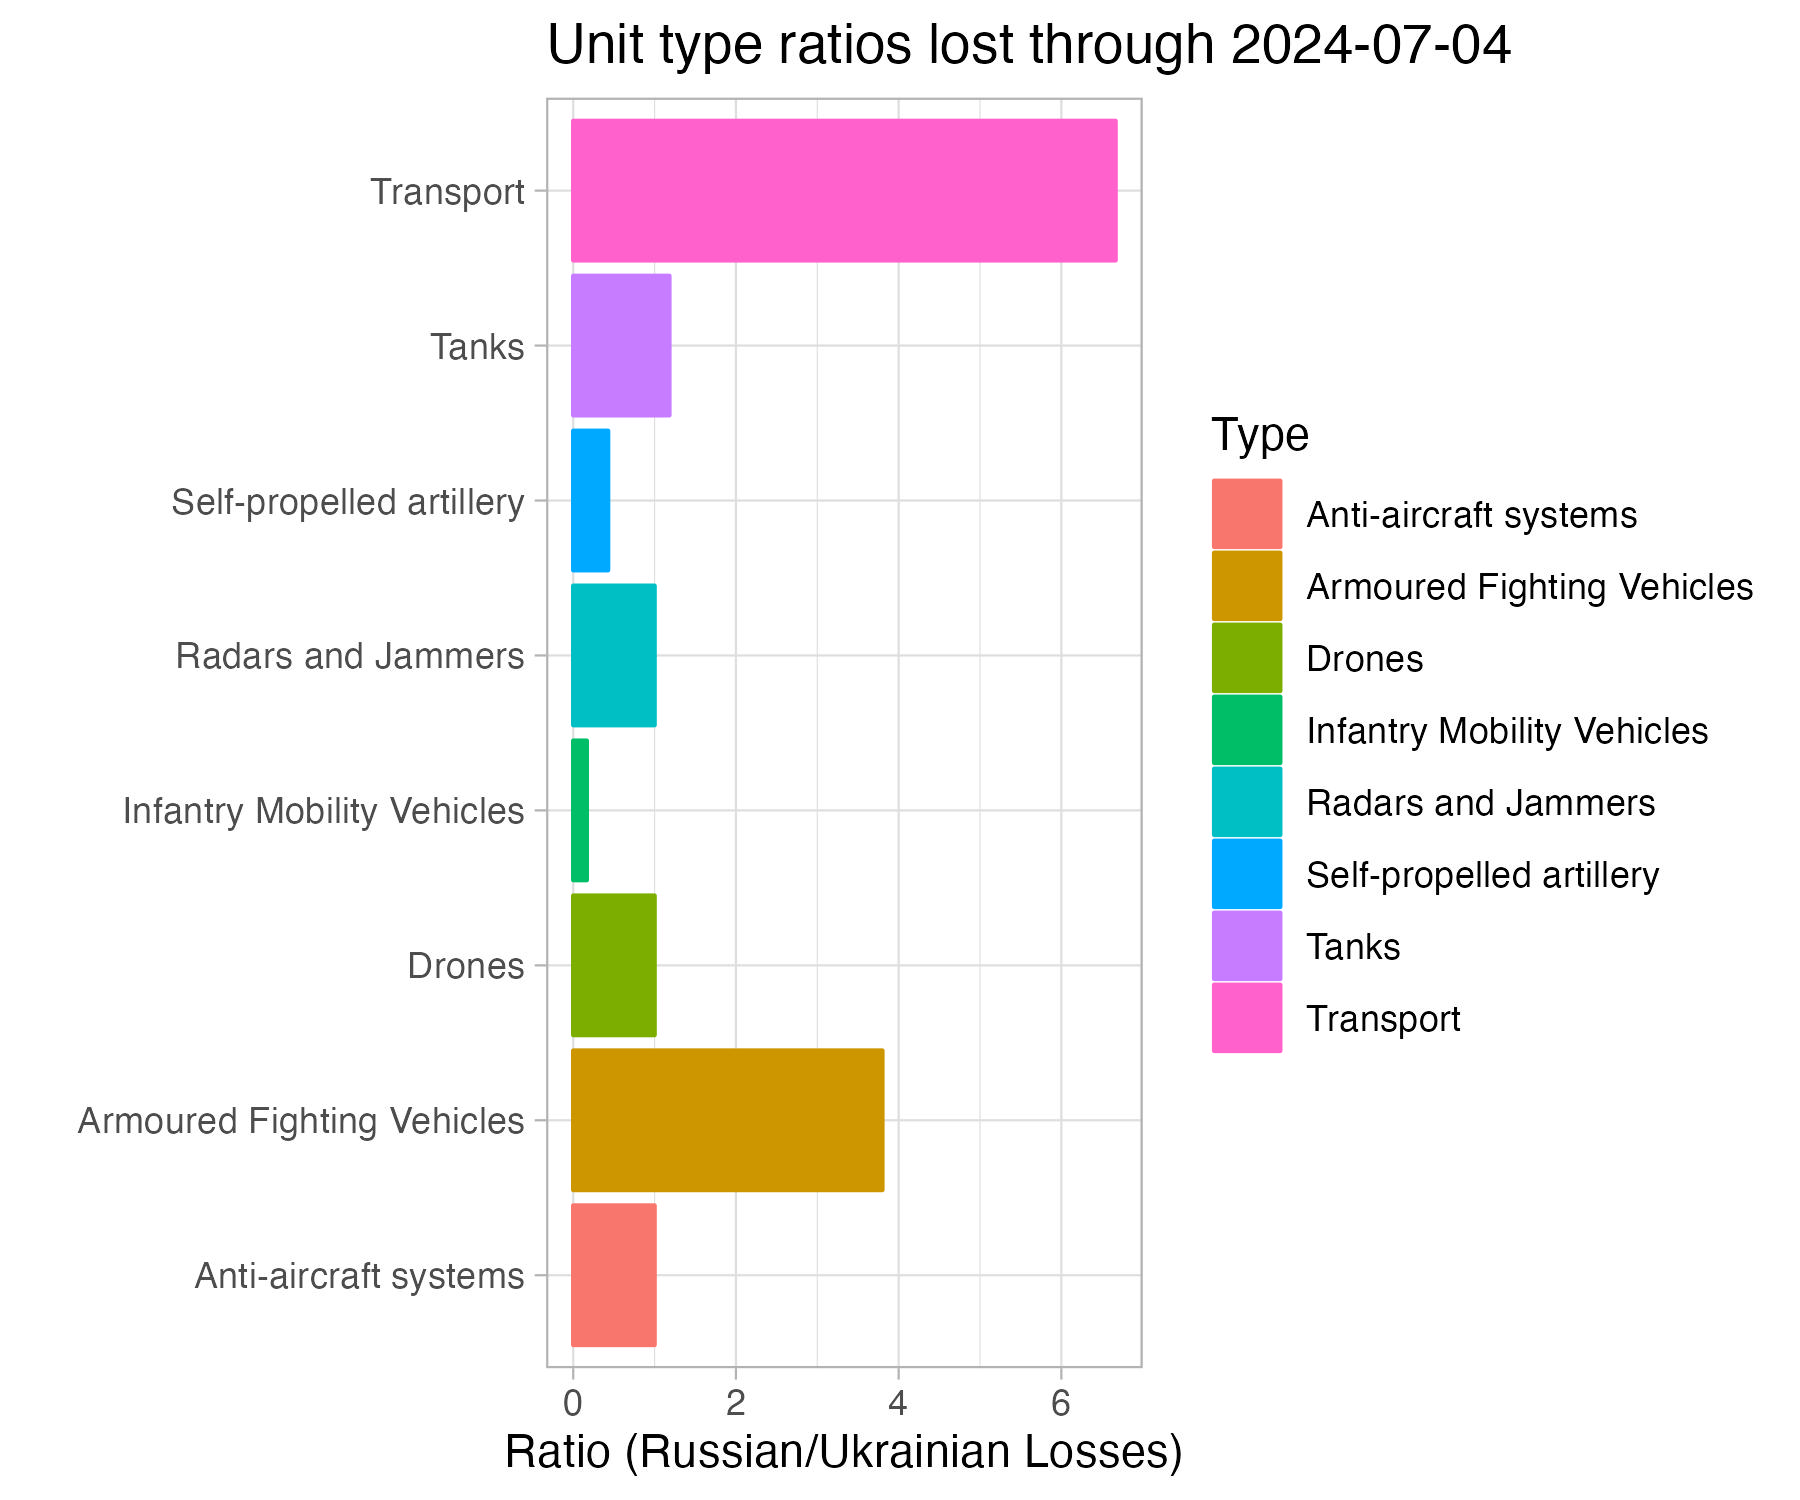 Unit type ratios lost through 2024-07-04
Transport
Tanks
Self-propelled artillery
Radars and Jammers
Infantry Mobility Vehicles
Drones
Armoured Fighting Vehicles
Anti-aircraft systems
0 2 4 6
Ratio (Russian/Ukrainian Losses)
Type
Anti-aircraft systems
Armoured Fighting Vehicles
Drones
Infantry Mobility Vehicles
Radars and Jammers
Self-propelled artillery
Tanks
Transport